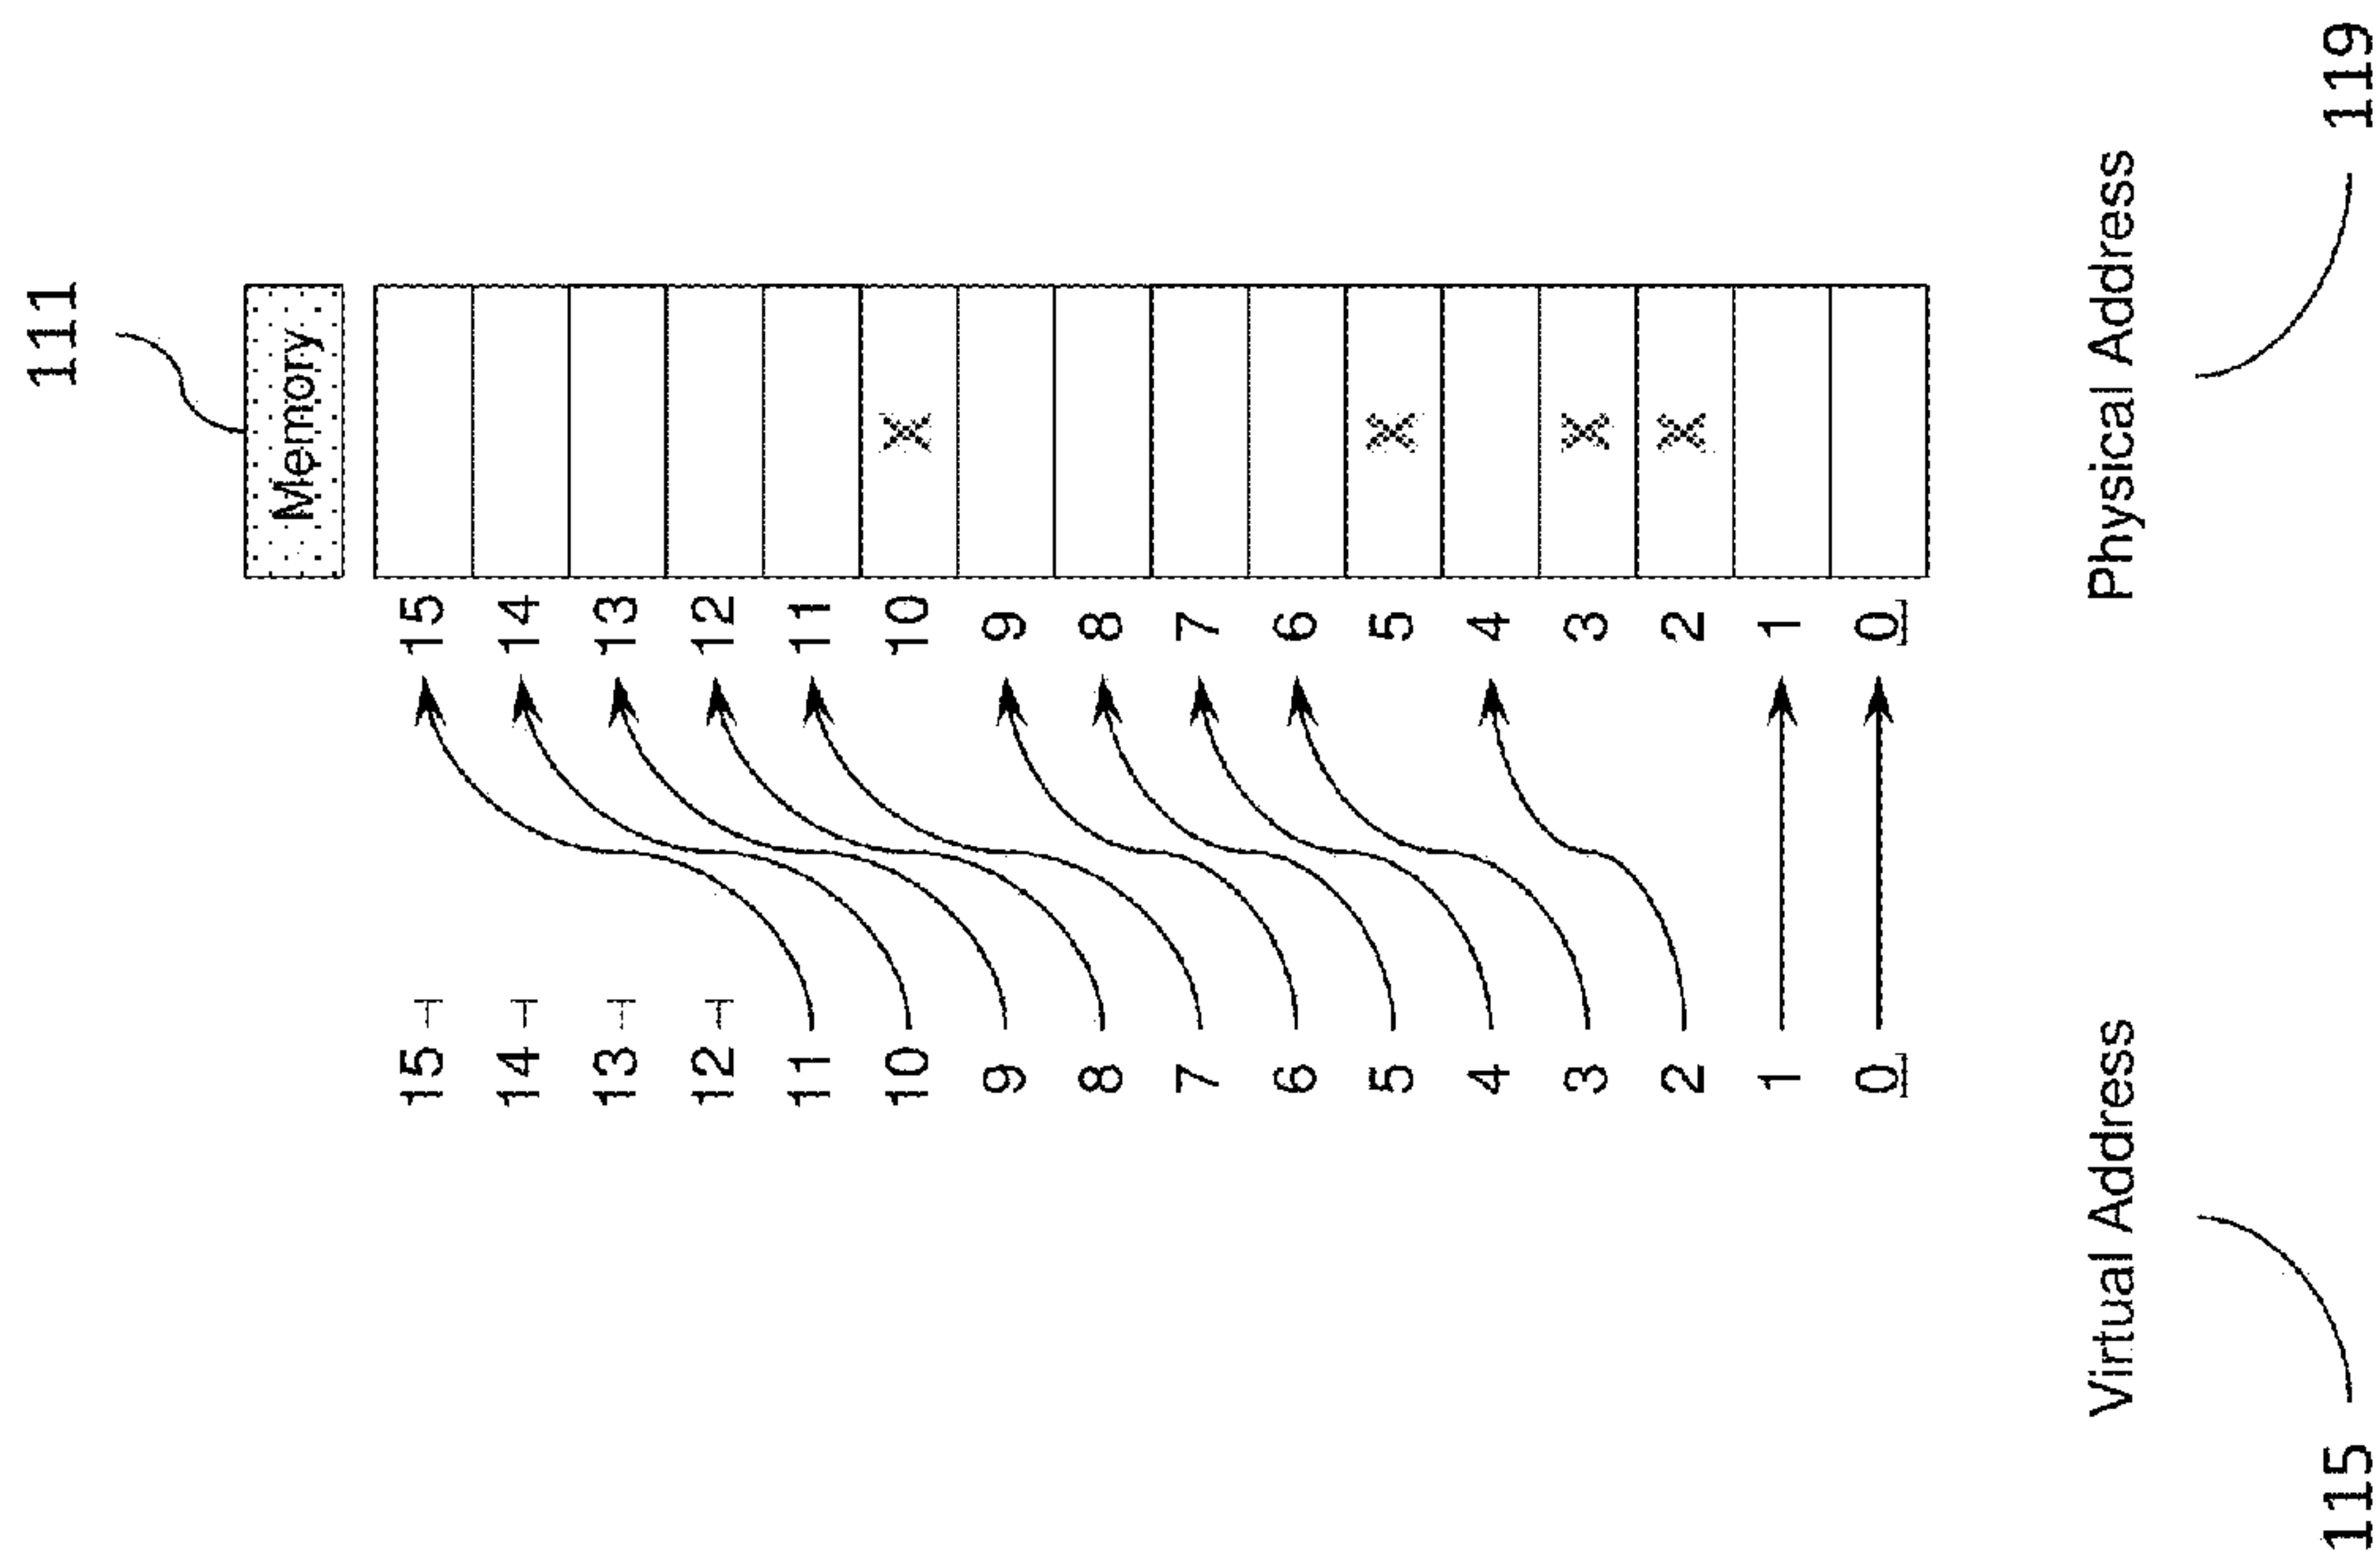 111
Memory
15 15
14 14
13 13
12 12
11 11
10 10 X
9 9
8 8
7 7
6 6
5 5 X
4 4
3 3 X
2 2 X
1 1
0 0
Virtual Address Physical Address
115 119